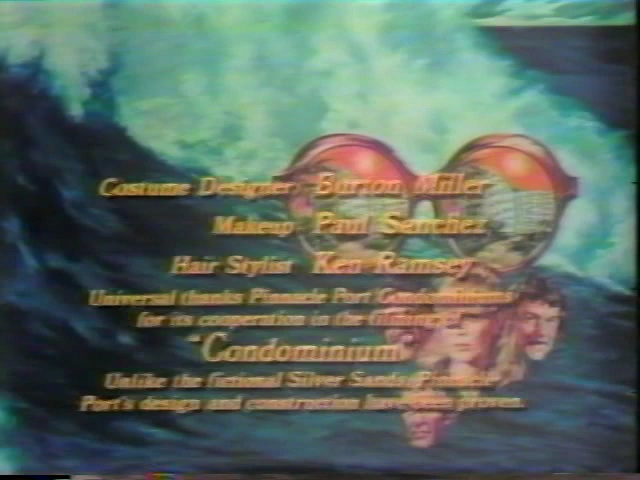 Costume Designer Burton Miller
Makeup Paul Sanchez
Hair Stylist Ken Ramsey
Universal thanks Pinnacle Port Condominiums
for its cooperation in the filming of
"Condominium"
Unlike the fictional Silver Sands, Pinnacle
Port's design and construction have been proven.